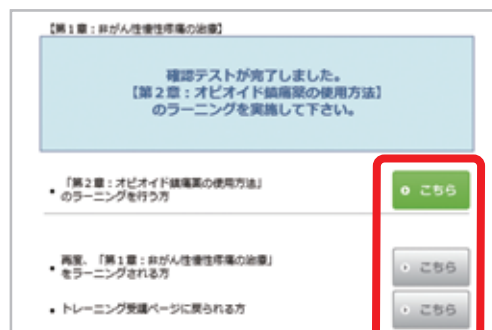 【第1章：非がん性慢性疼痛の治療】
確認テストが完了しました。
【第2章：オピオイド鎮痛薬の使用方法】
のラーニングを実施して下さい。
・「第2章：オピオイド鎮痛薬の使用方法」
のラーニングを行う方
こちら
・再度、「第1章：非がん性慢性疼痛の治療」
をラーニングされる方
こちら
・トレーニング受講ページに戻られる方
こちら